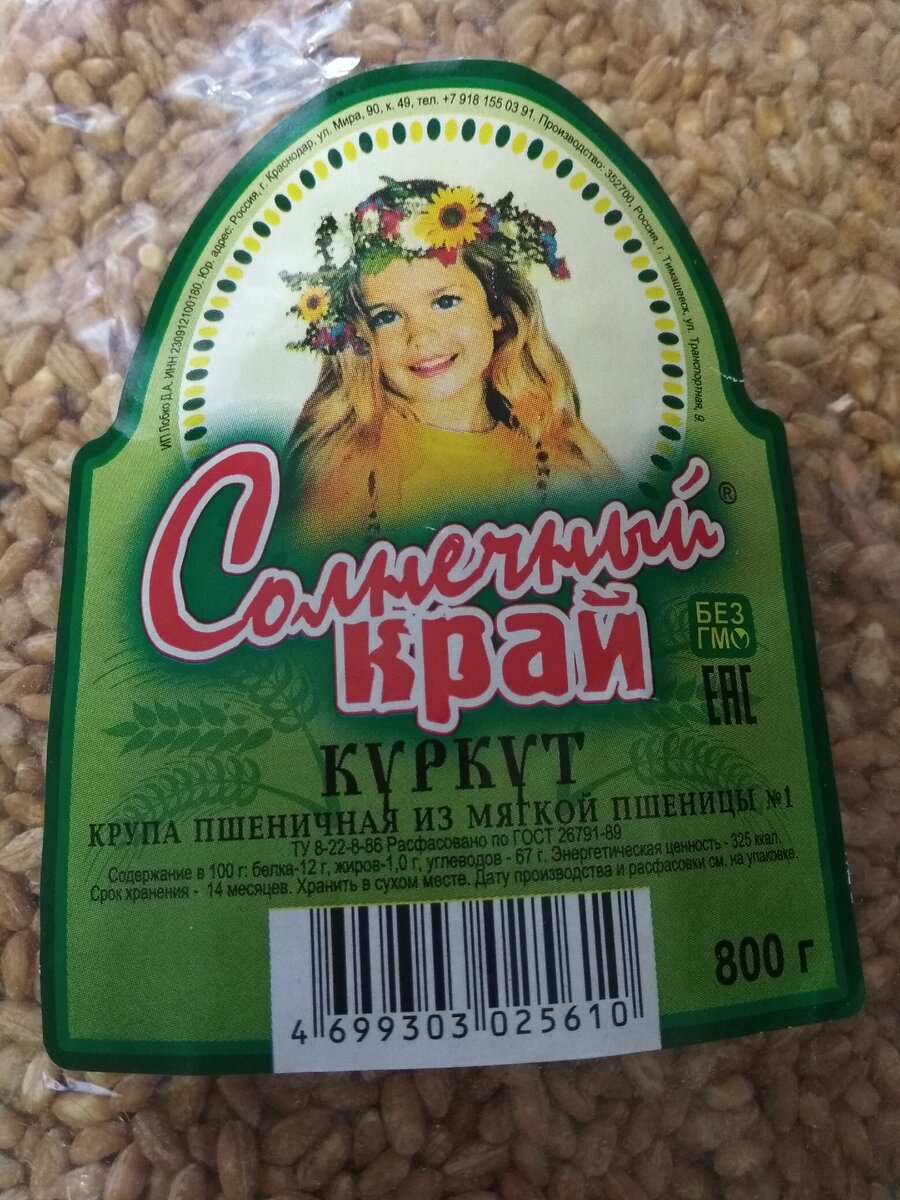 ИП Лобко Д.А. ИНН 230912100180. Юр. адрес: Россия, г. Краснодар, ул. Мира, 90, к. 49, тел. +7 918 155 03 91. Производство: 352700, Россия, г. Тимашевск, ул. Транспортная, 9.
Солнечный ®
край
БЕЗ
ГМО
ЕАС
КУРКУТ
КРУПА ПШЕНИЧНАЯ ИЗ МЯГКОЙ ПШЕНИЦЫ №1
ТУ 8-22-8-86 Расфасовано по ГОСТ 26791-89
Содержание в 100 г: белка-12 г, жиров-1,0 г, углеводов - 67 г. Энергетическая ценность - 325 ккал.
Срок хранения - 14 месяцев. Хранить в сухом месте. Дату производства и расфасовки см. на упаковке.
800 г
4 699303 025610